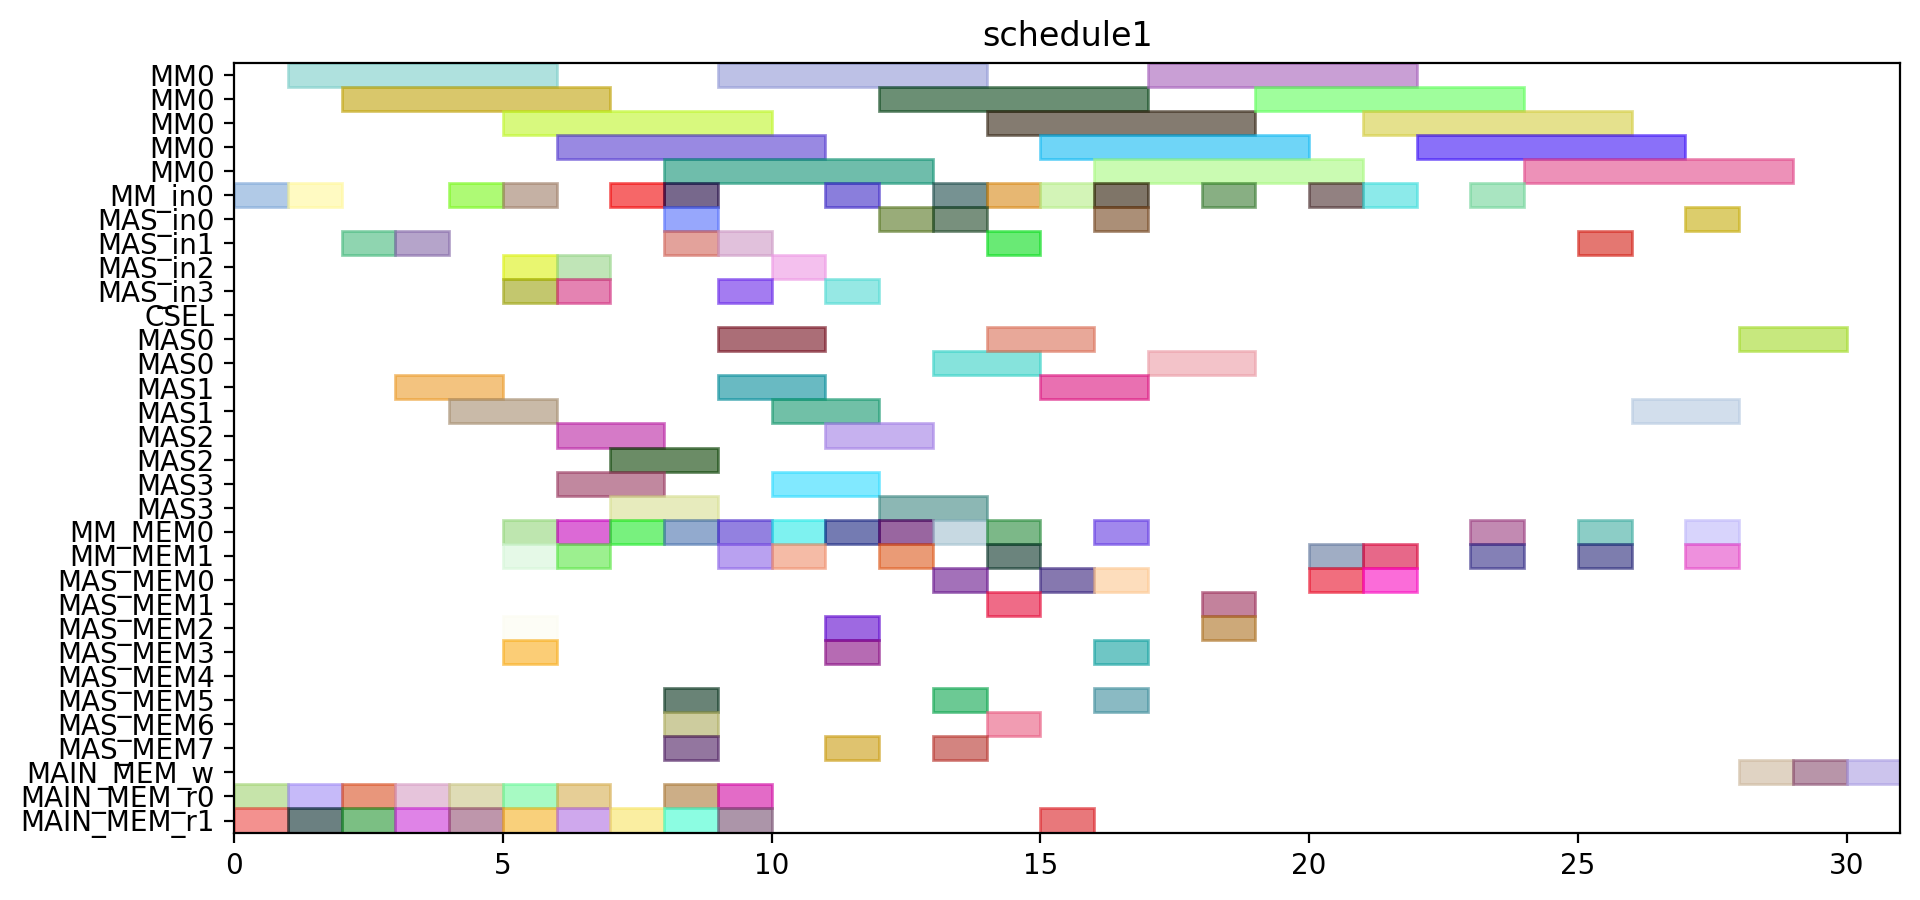 schedule1
MM0
MM0
MM0
MM0
MM0
MM_in0
MAS_in0
MAS_in1
MAS_in2
MAS_in3
CSEL
MAS0
MAS0
MAS1
MAS1
MAS2
MAS2
MAS3
MAS3
MM_MEM0
MM_MEM1
MAS_MEM0
MAS_MEM1
MAS_MEM2
MAS_MEM3
MAS_MEM4
MAS_MEM5
MAS_MEM6
MAS_MEM7
MAIN_MEM_w
MAIN_MEM_r0
MAIN_MEM_r1
0 5 10 15 20 25 30